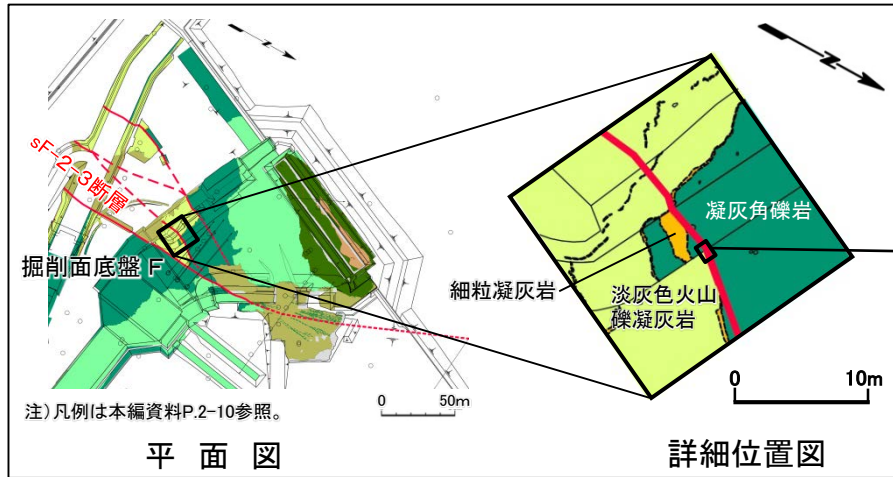 N
sF-2-3断層
掘削面底盤 F
注）凡例は本編資料P.2-10参照。
0 50m
平 面 図
N
凝灰角礫岩
細粒凝灰岩
淡灰色火山
礫凝灰岩
0 10m
詳細位置図